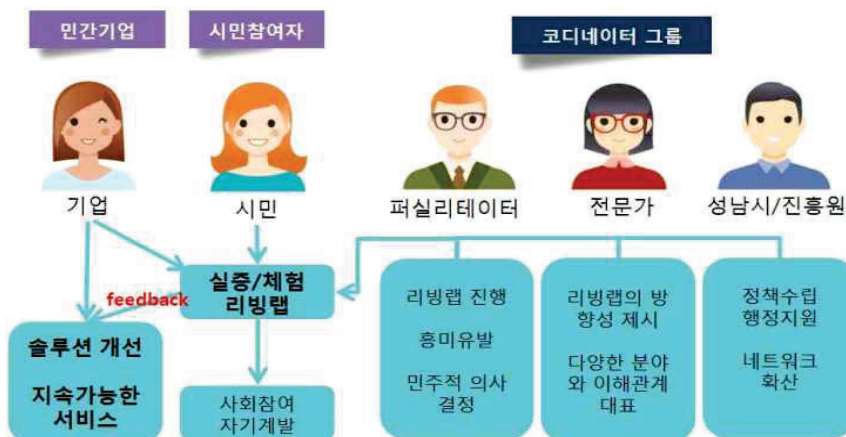 민간기업
시민참여자
코디네이터 그룹
기업
시민
퍼실리테이터
전문가
성남시/진흥원
feedback
실증/체험
리빙랩
솔루션 개선
지속가능한
서비스
사회참여
자기계발
리빙랩 진행
흥미유발
민주적 의사
결정
리빙랩의 방
향성 제시
다양한 분야
와 이해관계
대표
정책수립
행정지원
네트워크
확산